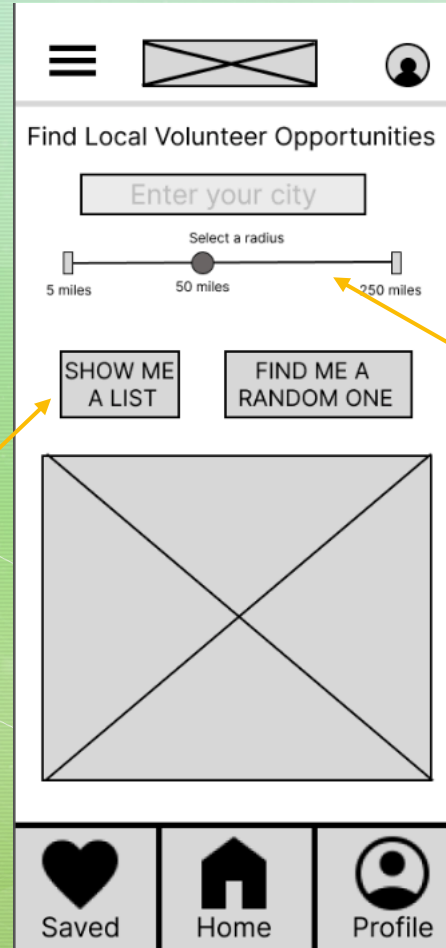 Find Local Volunteer Opportunities
Enter your city
Select a radius
5 miles
50 miles
250 miles
SHOW ME
A LIST
FIND ME A
RANDOM ONE
Saved
Home
Profile